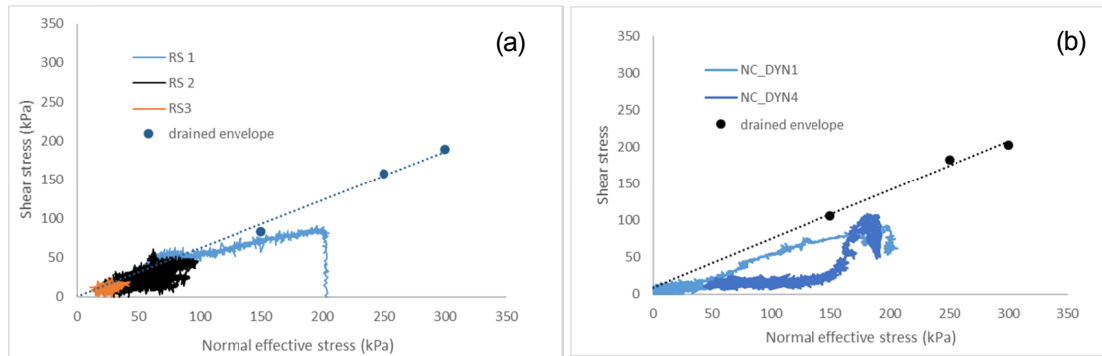 (a)
350
300
250
200
150
100
50
0
Shear stress (kPa)
RS 1
RS 2
RS3
drained envelope
0 50 100 150 200 250 300 350
Normal effective stress (kPa)
(b)
350
300
250
200
150
100
50
0
Shear stress
NC_DYN1
NC_DYN4
drained envelope
0 50 100 150 200 250 300 350
Normal effective stress (kPa)